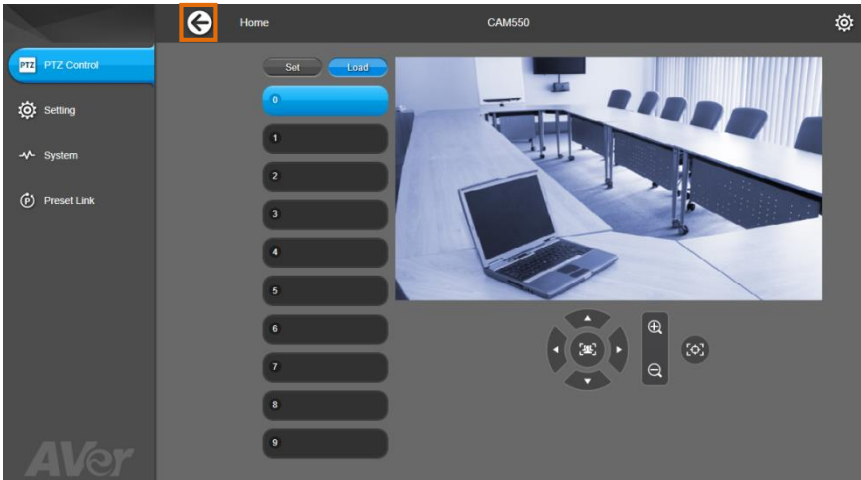 Home
CAM550
PTZ PTZ Control
Setting
System
P Preset Link
Set
Load
0
1
2
3
4
5
6
7
8
9
AVer